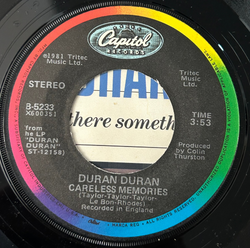 Capitol
RECORDS
℗1981 Tritec
Music Ltd.
Tritec
Music Ltd.
STEREO
8-5233
X600351
from
the LP
"DURAN
DURAN"
ST-12158)
TIME
3:53
Produced
by Colin
Thurston
there someth
DURAN DURAN
CARELESS MEMORIES
(Taylor-Taylor-Taylor-
Le Bon-Rhodes)
Recorded in England